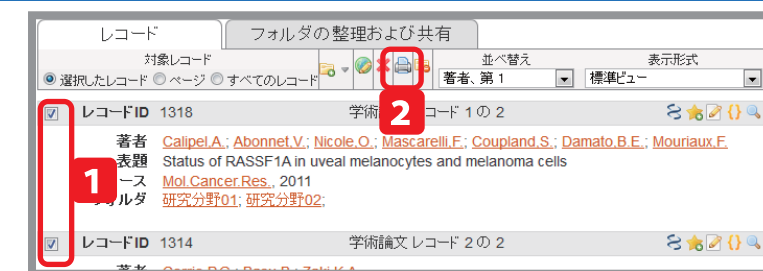 レコード フォルダの整理および共有
対象レコード 並べ替え 表示形式
選択したレコード ページ すべてのレコード 著者、第 1 標準ビュー
レコードID 1318 学術 コード 1 の 2
著者 Calipel,A.; Abonnet,V.; Nicole,O.; Mascarelli,F.; Coupland,S.; Damato,B.E.; Mouriaux,F.
表題 Status of RASSF1A in uveal melanocytes and melanoma cells
ース Mol.Cancer.Res., 2011
ルダ 研究分野01; 研究分野02;
レコードID 1314 学術論文 レコード 2 の 2
1
2